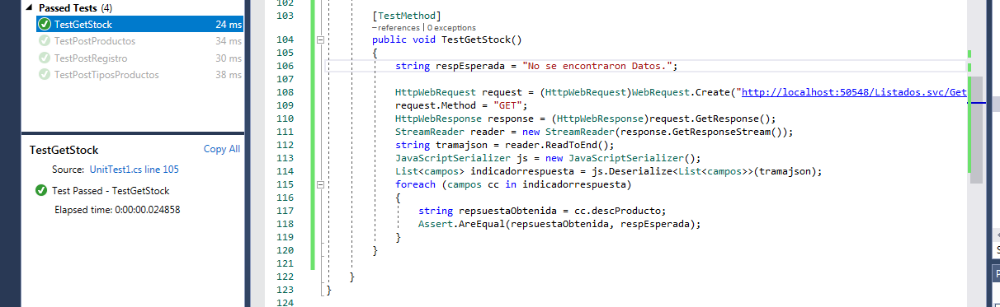 Passed Tests (4)
TestGetStock 24 ms
TestPostProductos 34 ms
TestPostRegistro 30 ms
TestPostTiposProductos 38 ms
TestGetStock Copy All
Source: UnitTest1.cs line 105
Test Passed - TestGetStock
Elapsed time: 0:00:00.024858
102
103 [TestMethod]
–references | 0 exceptions
104 public void TestGetStock()
105 {
106 string respEsperada = "No se encontraron Datos.";
107
108 HttpWebRequest request = (HttpWebRequest)WebRequest.Create("http://localhost:50548/Listados.svc/Get
109 request.Method = "GET";
110 HttpWebResponse response = (HttpWebResponse)request.GetResponse();
111 StreamReader reader = new StreamReader(response.GetResponseStream());
112 string tramajson = reader.ReadToEnd();
113 JavaScriptSerializer js = new JavaScriptSerializer();
114 List<campos> indicadorrespuesta = js.Deserialize<List<campos>>(tramajson);
115 foreach (campos cc in indicadorrespuesta)
116 {
117 string repsuestaObtenida = cc.descProducto;
118 Assert.AreEqual(repsuestaObtenida, respEsperada);
119 }
120 }
121
122 }
123 }
124